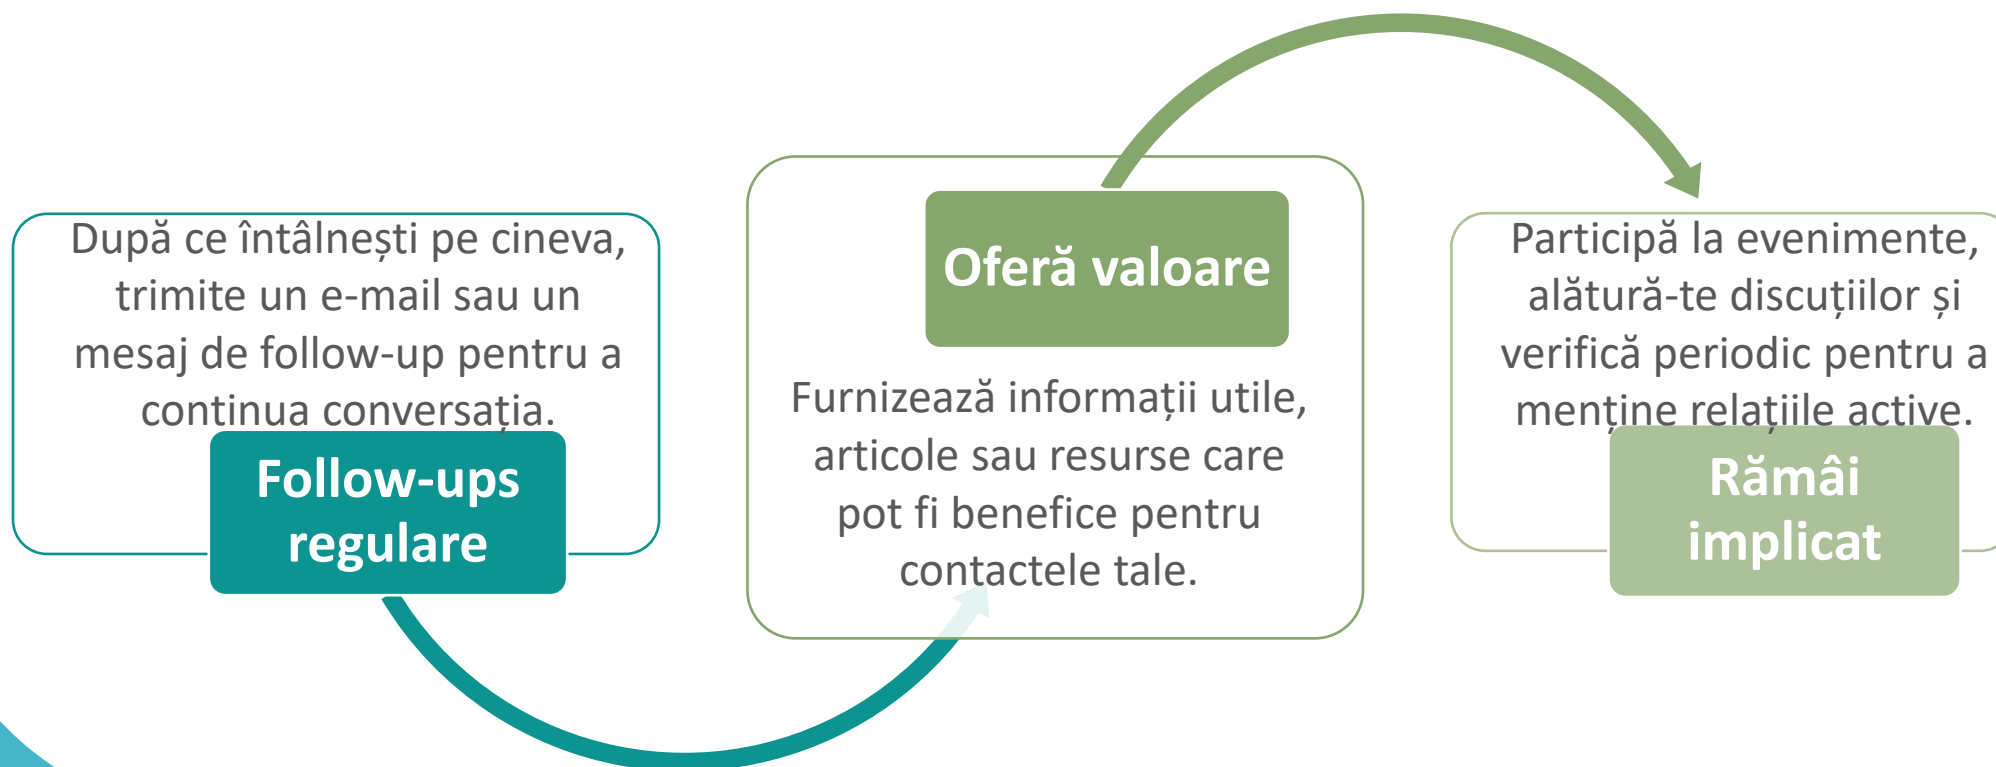 După ce întâlnești pe cineva,
trimite un e-mail sau un
mesaj de follow-up pentru a
continua conversația.
Follow-ups
regulare
Oferă valoare
Furnizează informații utile,
articole sau resurse care
pot fi benefice pentru
contactele tale.
Participă la evenimente,
alătură-te discuțiilor și
verifică periodic pentru a
menține relațiile active.
Rămâi
implicat